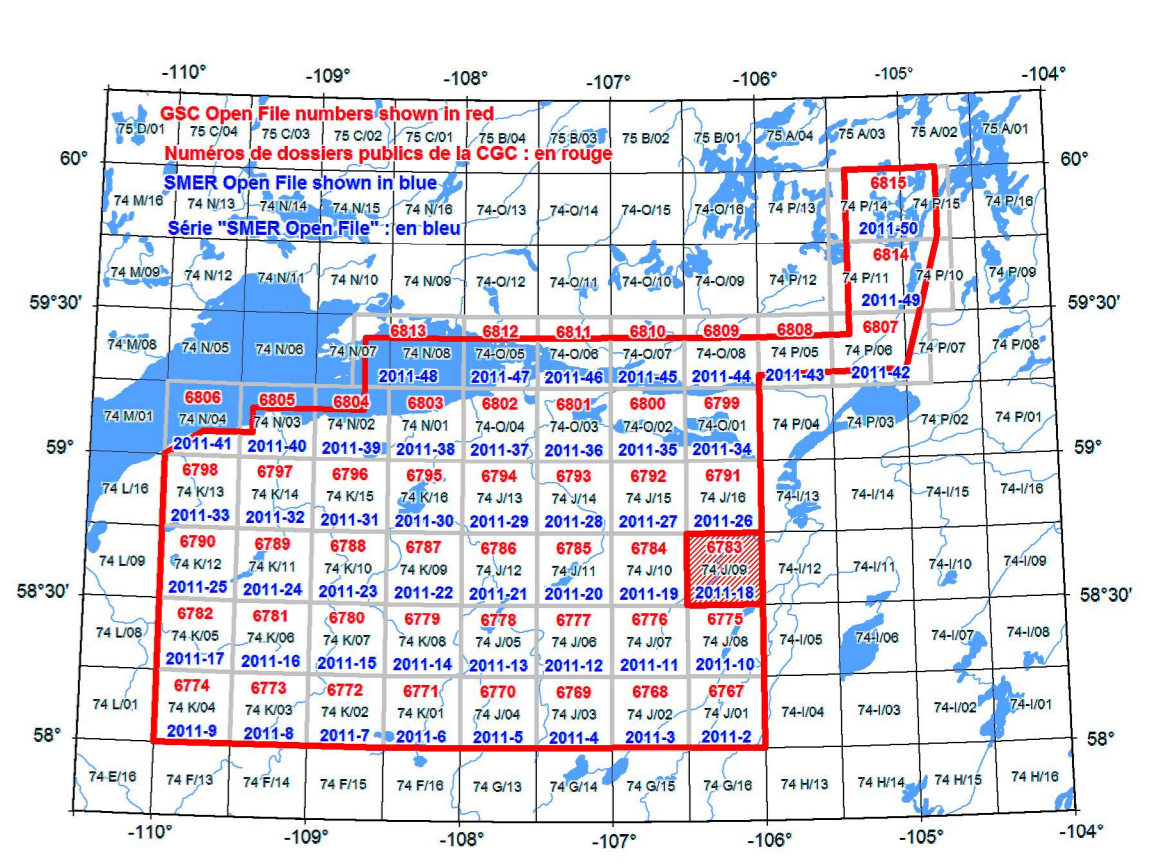 -110° -109° -108° -107° -106° -105° -104°
GSC Open File numbers shown in red
75 D/01 75 C/04 75 C/03 75 C/02 75 C/01 75 B/04 75 B/03 75 B/02 75 B/01 75 A/04 75 A/03 75 A/02 75 A/01
Numéros de dossiers publics de la CGC : en rouge
60° 60°
SMER Open File shown in blue 6815
74 M/16 74 N/13 74 N/14 74 N/15 74 N/16 74-O/13 74-O/14 74-O/15 74-O/16 74 P/13 74 P/14 74 P/15 74 P/16
Série "SMER Open File" : en bleu 2011-50
6814
74 M/09 74 N/12 74 N/11 74 N/10 74 N/09 74-O/12 74-O/11 74-O/10 74-O/09 74 P/12 74 P/11 74 P/10 74 P/09
59°30' 2011-49 59°30'
6813 6812 6811 6810 6809 6808 6807
74 M/08 74 N/05 74 N/06 74 N/07 74 N/08 74-O/05 74-O/06 74-O/07 74-O/08 74 P/05 74 P/06 74 P/07 74 P/08
2011-48 2011-47 2011-46 2011-45 2011-44 2011-43 2011-42
6806 6805 6804 6803 6802 6801 6800 6799
74 M/01 74 N/04 74 N/03 74 N/02 74 N/01 74-O/04 74-O/03 74-O/02 74-O/01 74 P/04 74 P/03 74 P/02 74 P/01
59° 2011-41 2011-40 2011-39 2011-38 2011-37 2011-36 2011-35 2011-34 59°
6798 6797 6796 6795 6794 6793 6792 6791
74 L/16 74 K/13 74 K/14 74 K/15 74 K/16 74 J/13 74 J/14 74 J/15 74 J/16 74-I/13 74-I/14 74-I/15 74-I/16
2011-33 2011-32 2011-31 2011-30 2011-29 2011-28 2011-27 2011-26
6790 6789 6788 6787 6786 6785 6784 6783
74 L/09 74 K/12 74 K/11 74 K/10 74 K/09 74 J/12 74 J/11 74 J/10 74 J/09 74-I/12 74-I/11 74-I/10 74-I/09
58°30' 2011-25 2011-24 2011-23 2011-22 2011-21 2011-20 2011-19 2011-18 58°30'
6782 6781 6780 6779 6778 6777 6776 6775
74 L/08 74 K/05 74 K/06 74 K/07 74 K/08 74 J/05 74 J/06 74 J/07 74 J/08 74-I/05 74-I/06 74-I/07 74-I/08
2011-17 2011-16 2011-15 2011-14 2011-13 2011-12 2011-11 2011-10
6774 6773 6772 6771 6770 6769 6768 6767
74 L/01 74 K/04 74 K/03 74 K/02 74 K/01 74 J/04 74 J/03 74 J/02 74 J/01 74-I/04 74-I/03 74-I/02 74-I/01
58° 2011-9 2011-8 2011-7 2011-6 2011-5 2011-4 2011-3 2011-2 58°
74 E/16 74 F/13 74 F/14 74 F/15 74 F/16 74 G/13 74 G/14 74 G/15 74 G/16 74 H/13 74 H/14 74 H/15 74 H/16
-110° -109° -108° -107° -106° -105° -104°